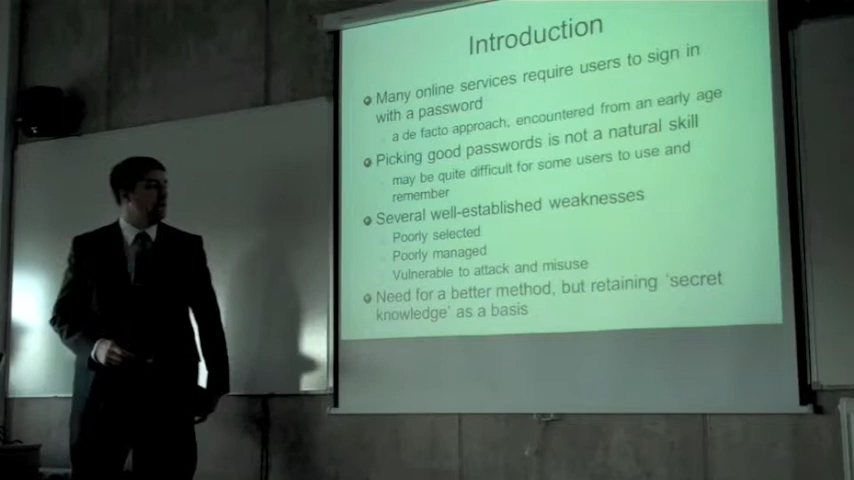 Introduction
Many online services require users to sign in
with a password
a de facto approach, encountered from an early age
Picking good passwords is not a natural skill
may be quite difficult for some users to use and
remember
Several well-established weaknesses
Poorly selected
Poorly managed
Vulnerable to attack and misuse
Need for a better method, but retaining ‘secret
knowledge’ as a basis